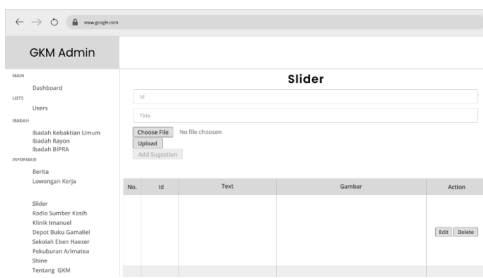 www.google.com
GKM Admin
MAIN
Dashboard
LISTS
Users
IBADAH
Ibadah Kebaktian Umum
Ibadah Rayon
Ibadah BIPRA
INFORMASI
Berita
Lowongan Kerja
Slider
Radio Sumber Kasih
Klinik Imanuel
Depot Buku Gamaliel
Sekolah Eben Haezer
Pekuburan Arimatea
Shine
Tentang GKM
Slider
Id
Title
Choose File No file choosen
Upload
Add Sugestion
No. Id Text Gambar Action
Edit Delete